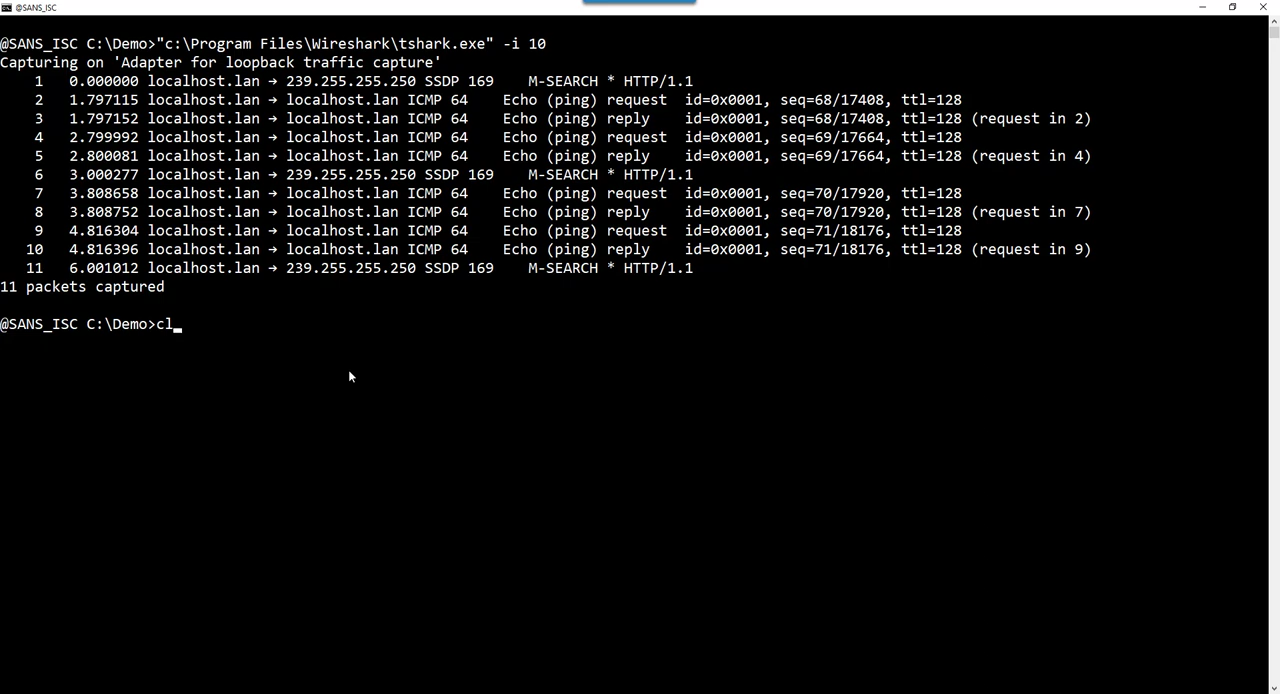 @SANS_ISC
@SANS_ISC C:\Demo>"c:\Program Files\Wireshark\tshark.exe" -i 10
Capturing on 'Adapter for loopback traffic capture'
1 0.000000 localhost.lan → 239.255.255.250 SSDP 169 M-SEARCH * HTTP/1.1
2 1.797115 localhost.lan → localhost.lan ICMP 64 Echo (ping) request id=0x0001, seq=68/17408, ttl=128
3 1.797152 localhost.lan → localhost.lan ICMP 64 Echo (ping) reply id=0x0001, seq=68/17408, ttl=128 (request in 2)
4 2.799992 localhost.lan → localhost.lan ICMP 64 Echo (ping) request id=0x0001, seq=69/17664, ttl=128
5 2.800081 localhost.lan → localhost.lan ICMP 64 Echo (ping) reply id=0x0001, seq=69/17664, ttl=128 (request in 4)
6 3.000277 localhost.lan → 239.255.255.250 SSDP 169 M-SEARCH * HTTP/1.1
7 3.808658 localhost.lan → localhost.lan ICMP 64 Echo (ping) request id=0x0001, seq=70/17920, ttl=128
8 3.808752 localhost.lan → localhost.lan ICMP 64 Echo (ping) reply id=0x0001, seq=70/17920, ttl=128 (request in 7)
9 4.816304 localhost.lan → localhost.lan ICMP 64 Echo (ping) request id=0x0001, seq=71/18176, ttl=128
10 4.816396 localhost.lan → localhost.lan ICMP 64 Echo (ping) reply id=0x0001, seq=71/18176, ttl=128 (request in 9)
11 6.001012 localhost.lan → 239.255.255.250 SSDP 169 M-SEARCH * HTTP/1.1
11 packets captured
@SANS_ISC C:\Demo>cl